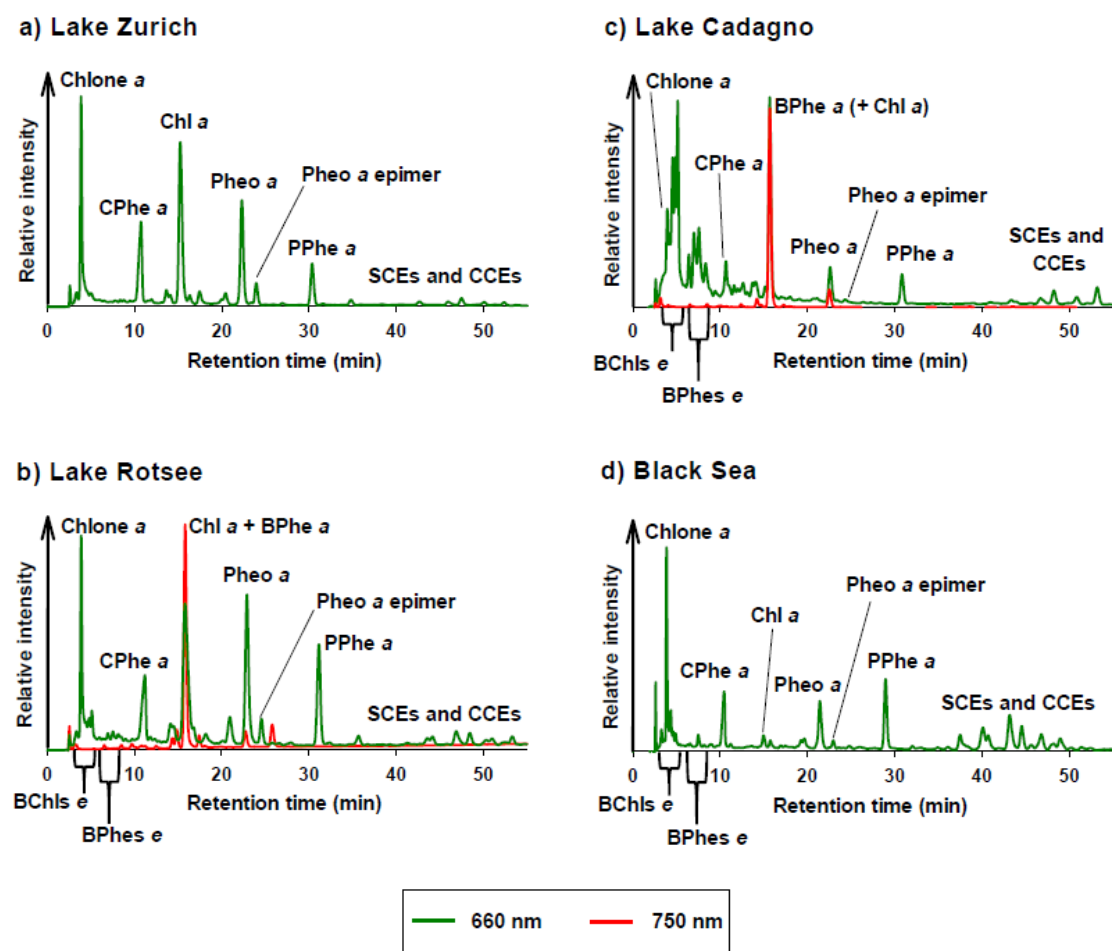 a) Lake Zurich
Relative intensity
Chlone a
CPhe a
Chl a
Pheo a
Pheo a epimer
PPhe a
SCEs and CCEs
0 10 20 30 40 50
Retention time (min)
c) Lake Cadagno
Relative intensity
Chlone a
CPhe a
BPhe a (+ Chl a)
Pheo a epimer
Pheo a
PPhe a
SCEs and
CCEs
0 10 20 30 40 50
Retention time (min)
BChls e
BPhes e
b) Lake Rotsee
Relative intensity
Chlone a
CPhe a
Chl a + BPhe a
Pheo a
Pheo a epimer
PPhe a
SCEs and CCEs
0 10 20 30 40 50
Retention time (min)
BChls e
BPhes e
d) Black Sea
Relative intensity
Chlone a
CPhe a
Chl a
Pheo a
Pheo a epimer
PPhe a
SCEs and CCEs
0 10 20 30 40 50
Retention time (min)
BChls e
BPhes e
660 nm
750 nm